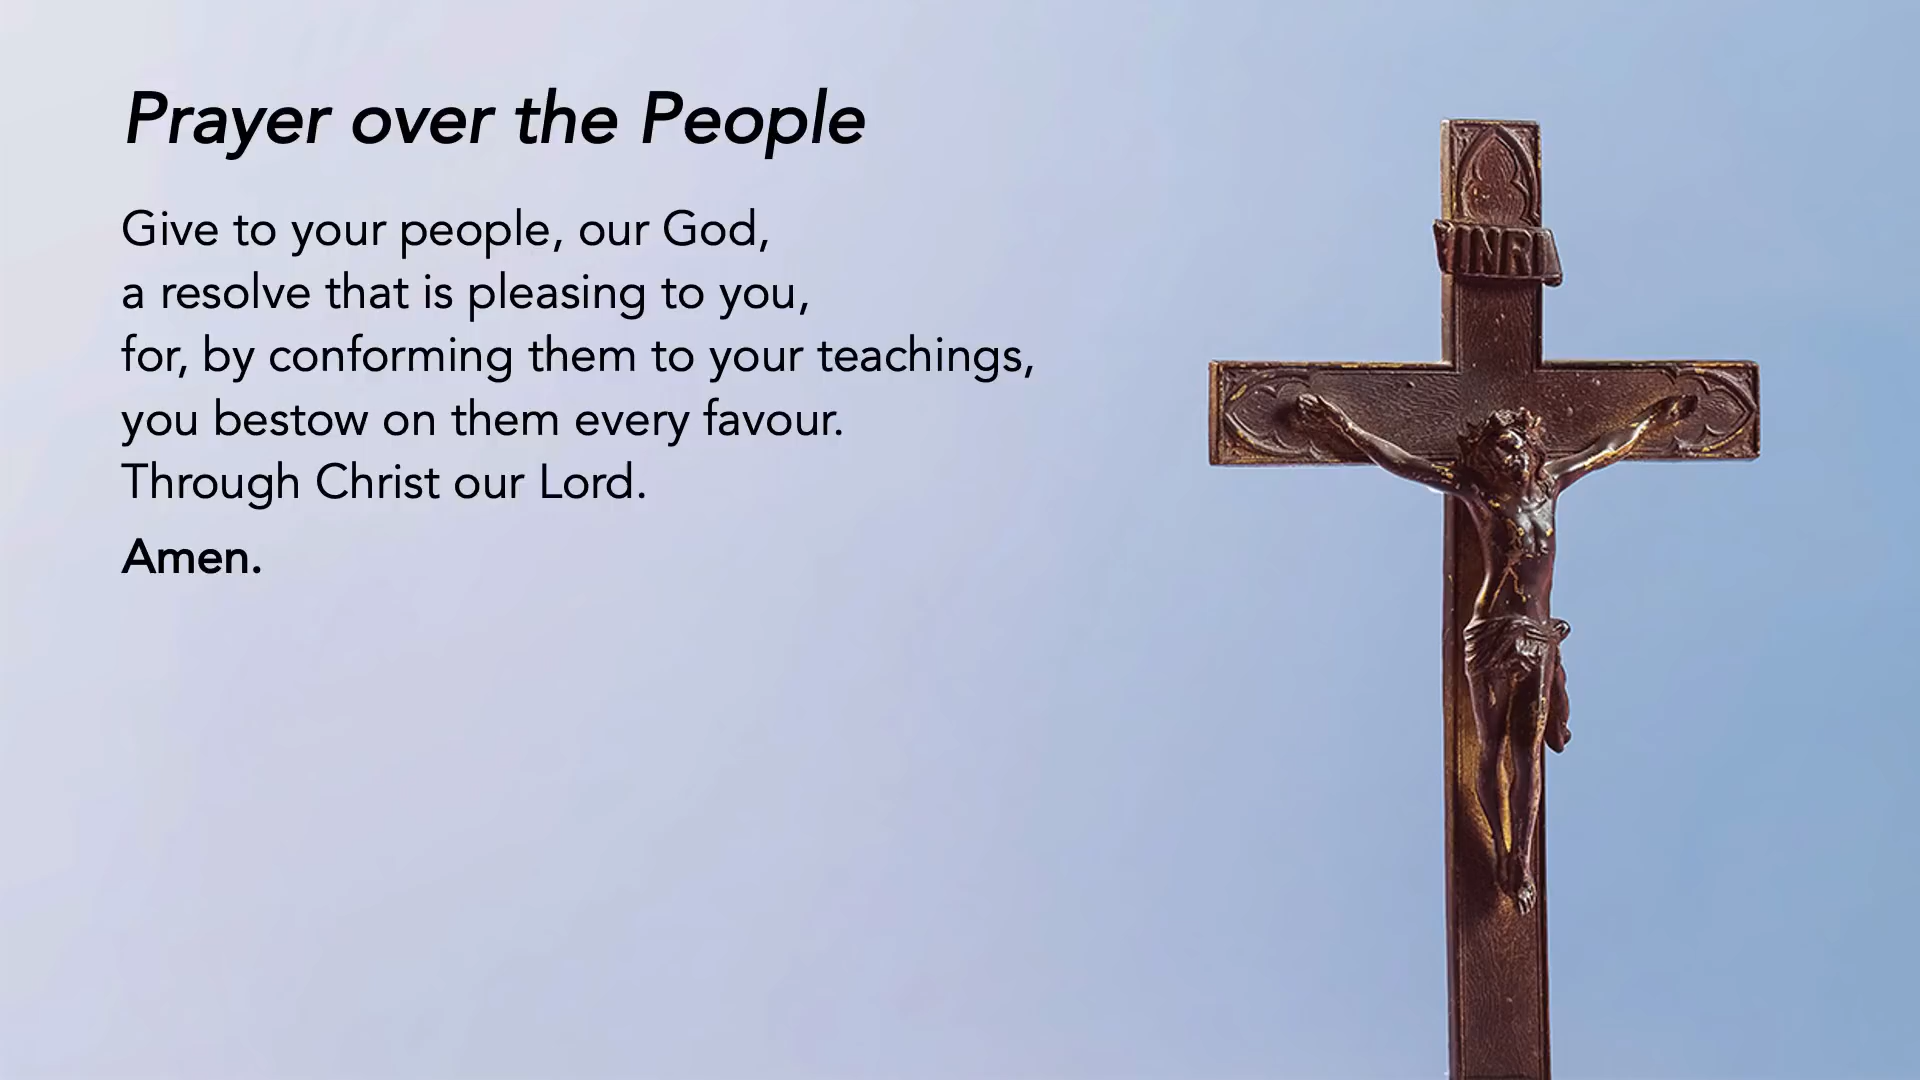 Prayer over the People
Give to your people, our God,
a resolve that is pleasing to you,
for, by conforming them to your teachings,
you bestow on them every favour.
Through Christ our Lord.
Amen.
INRI